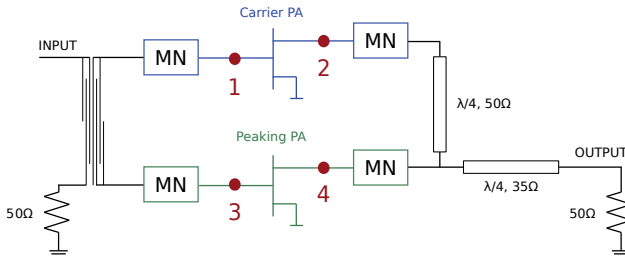 Carrier PA
INPUT
MN
1
2
MN
λ/4, 50Ω
Peaking PA
MN
3
4
MN
OUTPUT
λ/4, 35Ω
50Ω
50Ω